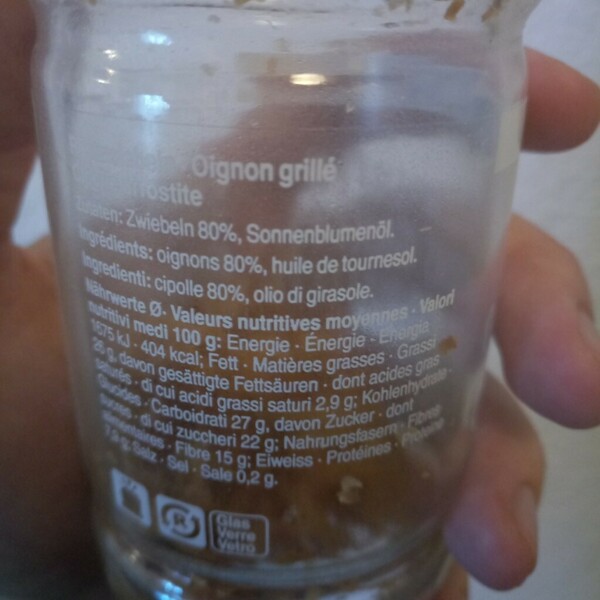 Oignon grillé
rostite
Zutaten: Zwiebeln 80%, Sonnenblumenöl.
Ingrédients: oignons 80%, huile de tournesol.
Ingredienti: cipolle 80%, olio di girasole.
Nährwerte Ø · Valeurs nutritives moyennes · Valori
nutritivi medi 100 g: Energie · Énergie · Energia
1675 kJ · 404 kcal; Fett · Matières grasses · Grassi
26 g, davon gesättigte Fettsäuren · dont acides gras
saturés · di cui acidi grassi saturi 2,9 g; Kohlenhydrate ·
Glucides · Carboidrati 27 g, davon Zucker · dont
sucres · di cui zuccheri 22 g; Nahrungsfasern · Fibres
alimentaires · Fibre 15 g; Eiweiss · Protéines · Proteine
7,3 g; Salz · Sel · Sale 0,2 g.
Glas
Verre
Vetro